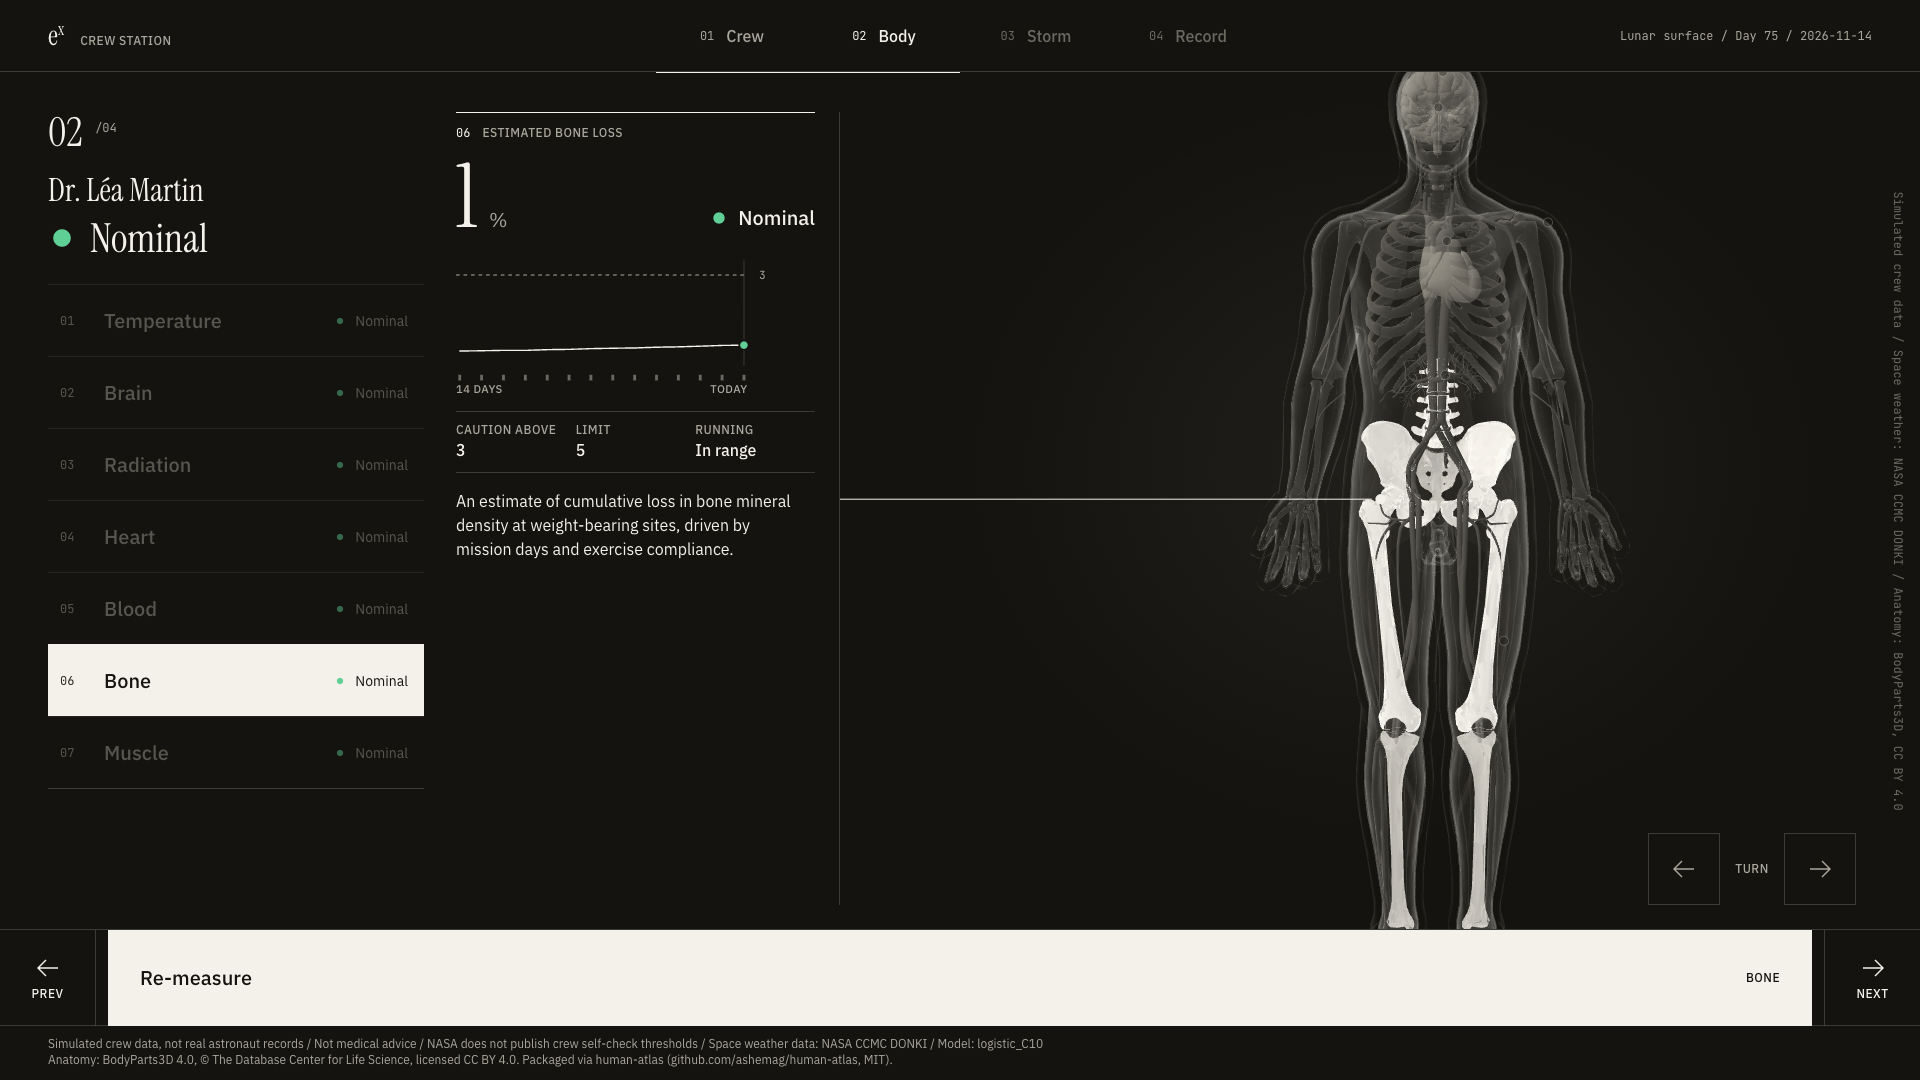 ex CREW STATION
01 Crew
02 Body
03 Storm
04 Record
Lunar surface / Day 75 / 2026-11-14
02 /04
Dr. Léa Martin
Nominal
01 Temperature Nominal
02 Brain Nominal
03 Radiation Nominal
04 Heart Nominal
05 Blood Nominal
06 Bone Nominal
07 Muscle Nominal
06 ESTIMATED BONE LOSS
1 %
Nominal
3
14 DAYS TODAY
CAUTION ABOVE LIMIT RUNNING
3 5 In range
An estimate of cumulative loss in bone mineral
density at weight-bearing sites, driven by
mission days and exercise compliance.
Simulated crew data / Space weather: NASA CCMC DONKI / Anatomy: BodyParts3D, CC BY 4.0
← TURN →
← PREV
Re-measure BONE
→ NEXT
Simulated crew data, not real astronaut records / Not medical advice / NASA does not publish crew self-check thresholds / Space weather data: NASA CCMC DONKI / Model: logistic_C10
Anatomy: BodyParts3D 4.0, © The Database Center for Life Science, licensed CC BY 4.0. Packaged via human-atlas (github.com/ashemag/human-atlas, MIT).